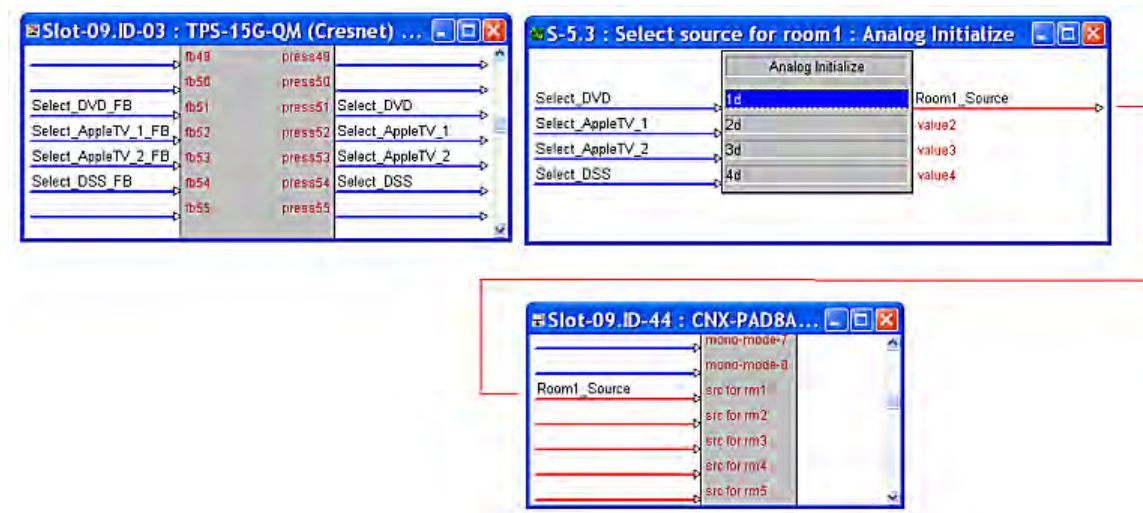 Slot-09.ID-03 : TPS-15G-QM (Cresnet) ...
fb49 press49
fb50 press50
Select_DVD_FB fb51 press51 Select_DVD
Select_AppleTV_1_FB fb52 press52 Select_AppleTV_1
Select_AppleTV_2_FB fb53 press53 Select_AppleTV_2
Select_DSS_FB fb54 press54 Select_DSS
fb55 press55
S-5.3 : Select source for room1 : Analog Initialize
Analog Initialize
Select_DVD 1d Room1_Source
Select_AppleTV_1 2d value2
Select_AppleTV_2 3d value3
Select_DSS 4d value4
Slot-09.ID-44 : CNX-PAD8A...
mono-mode-7
mono-mode-8
Room1_Source src for rm1
src for rm2
src for rm3
src for rm4
src for rm5